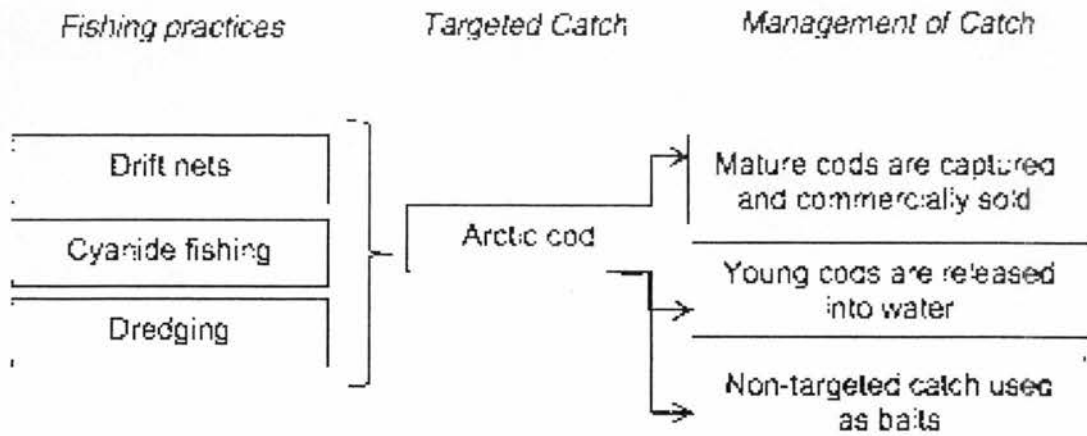 Fishing practices
Targeted Catch
Management of Catch
Drift nets
Cyanide fishing
Dredging
Arctic cod
Mature cods are captured
and commercially sold
Young cods are released
into water
Non-targeted catch used
as baits